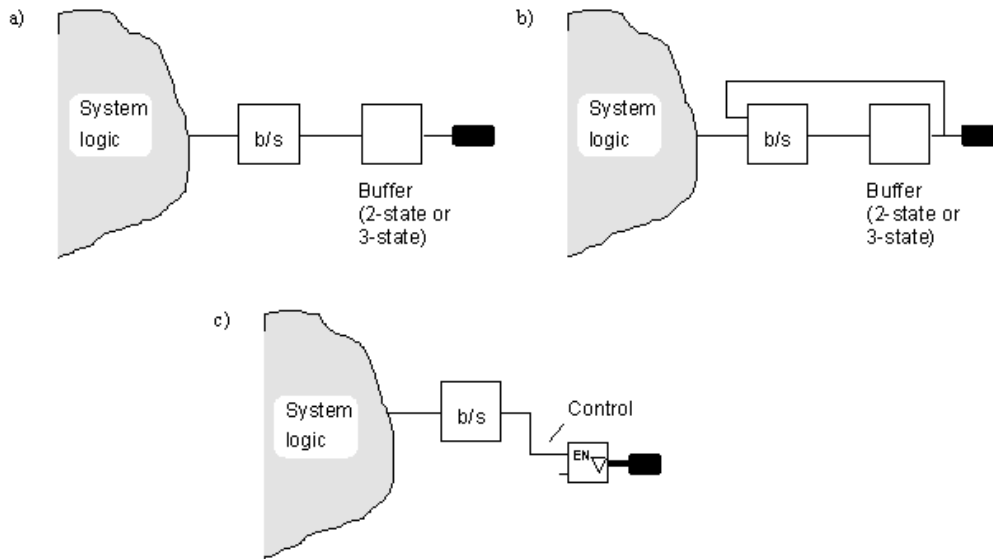 a)
System
logic
b/s
Buffer
(2-state or
3-state)
b)
System
logic
b/s
Buffer
(2-state or
3-state)
c)
System
logic
b/s
Control
EN